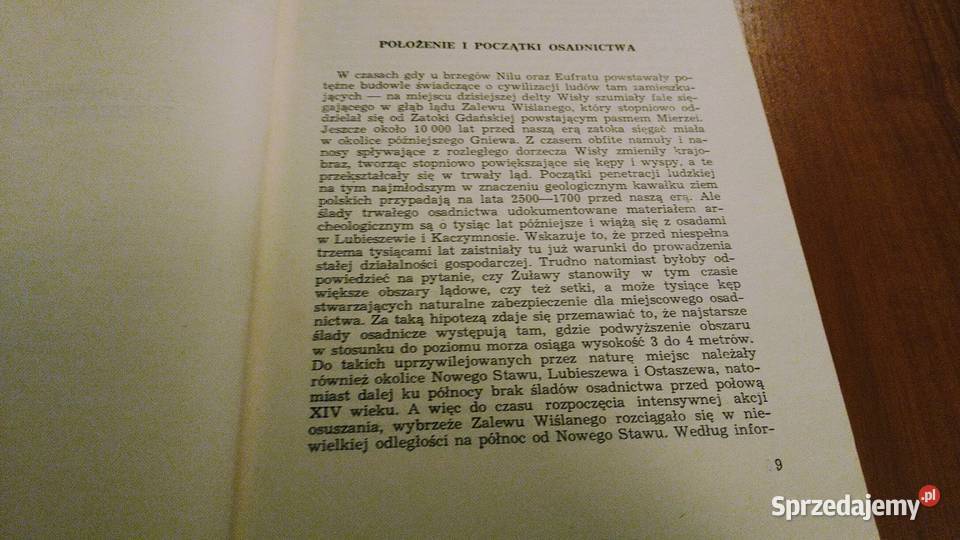 POŁOŻENIE I POCZĄTKI OSADNICTWA
W czasach gdy u brzegów Nilu oraz Eufratu powstawały po-
tężne budowle świadczące o cywilizacji ludów tam zamieszku-
jących — na miejscu dzisiejszej delty Wisły szumiały fale się-
gającego w głąb lądu Zalewu Wiślanego, który stopniowo od-
dzielał się od Zatoki Gdańskiej powstającym pasmem Mierzei.
Jeszcze około 10 000 lat przed naszą erą zatoka sięgać miała
w okolice późniejszego Gniewa. Z czasem obfite namuły i na-
nosy spływające z rozległego dorzecza Wisły zmieniły krajo-
braz, tworząc stopniowo powiększające się kępy i wyspy, a te
przekształcały się w trwały ląd. Początki penetracji ludzkiej
na tym najmłodszym w znaczeniu geologicznym kawałku ziem
polskich przypadają na lata 2500—1700 przed naszą erą. Ale
ślady trwałego osadnictwa udokumentowane materiałem ar-
cheologicznym są o tysiąc lat późniejsze i wiążą się z osadami
w Lubieszewie i Kaczymnosie. Wskazuje to, że przed niespełna
trzema tysiącami lat zaistniały tu już warunki do prowadzenia
stałej działalności gospodarczej. Trudno natomiast byłoby od-
powiedzieć na pytanie, czy Żuławy stanowiły w tym czasie
większe obszary lądowe, czy też setki, a może tysiące kęp
stwarzających naturalne zabezpieczenie dla miejscowego osad-
nictwa. Za taką hipotezą zdaje się przemawiać to, że najstarsze
ślady osadnicze występują tam, gdzie podwyższenie obszaru
w stosunku do poziomu morza osiąga wysokość 3 do 4 metrów.
Do takich uprzywilejowanych przez naturę miejsc należały
również okolice Nowego Stawu, Lubieszewa i Ostaszewa, nato-
miast dalej ku północy brak śladów osadnictwa przed połową
XIV wieku. A więc do czasu rozpoczęcia intensywnej akcji
osuszania, wybrzeże Zalewu Wiślanego rozciągało się w nie-
wielkiej odległości na północ od Nowego Stawu. Według infor-
9
Sprzedajemy.pl